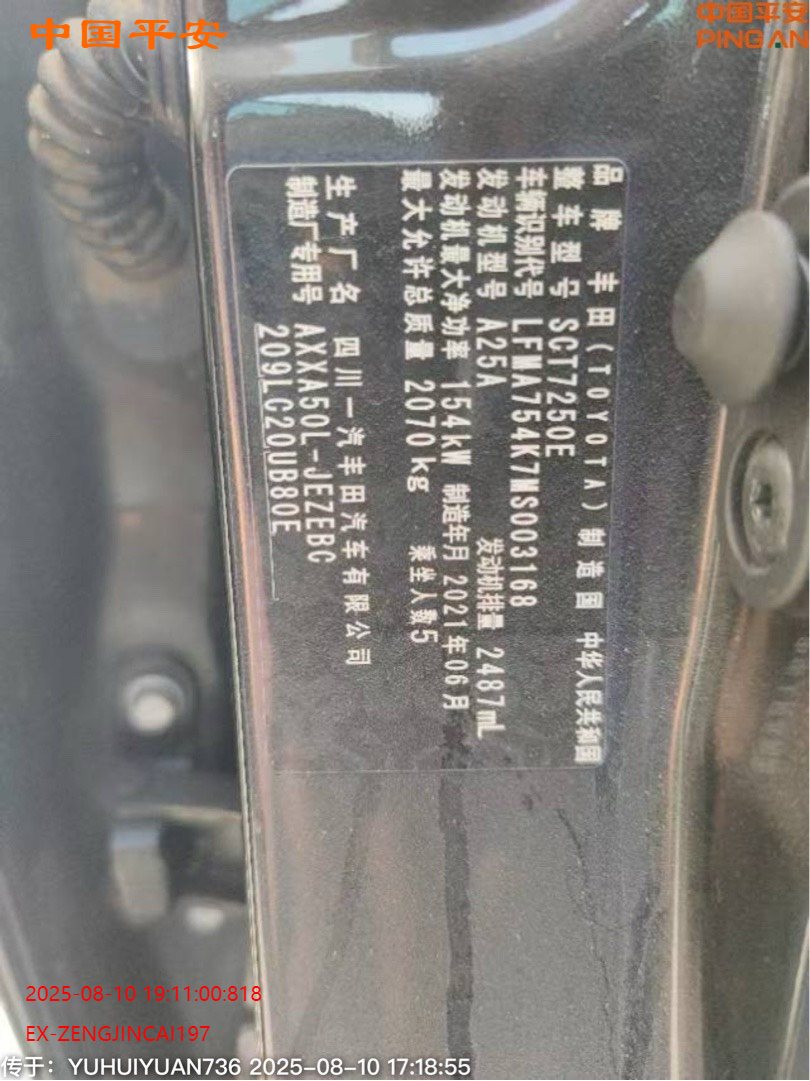 中国平安
中国平安
PING AN
品牌 丰田(TOYOTA) 制造国 中华人民共和国
整车型号 SCT7250E
车辆识别代号 LFMA754K7MS003168
发动机型号 A25A 发动机排量 2487mL
发动机最大净功率 154kW 制造年月 2021年06月
最大允许总质量 2070kg 乘坐人数5
生产厂名 四川一汽丰田汽车有限公司
制造厂专用号 AXXA50L-JEZEBC
209LC20UB80E
2025-08-10 19:11:00:818
EX-ZENGJINCAI197
传于：YUHUIYUAN736 2025-08-10 17:18:55